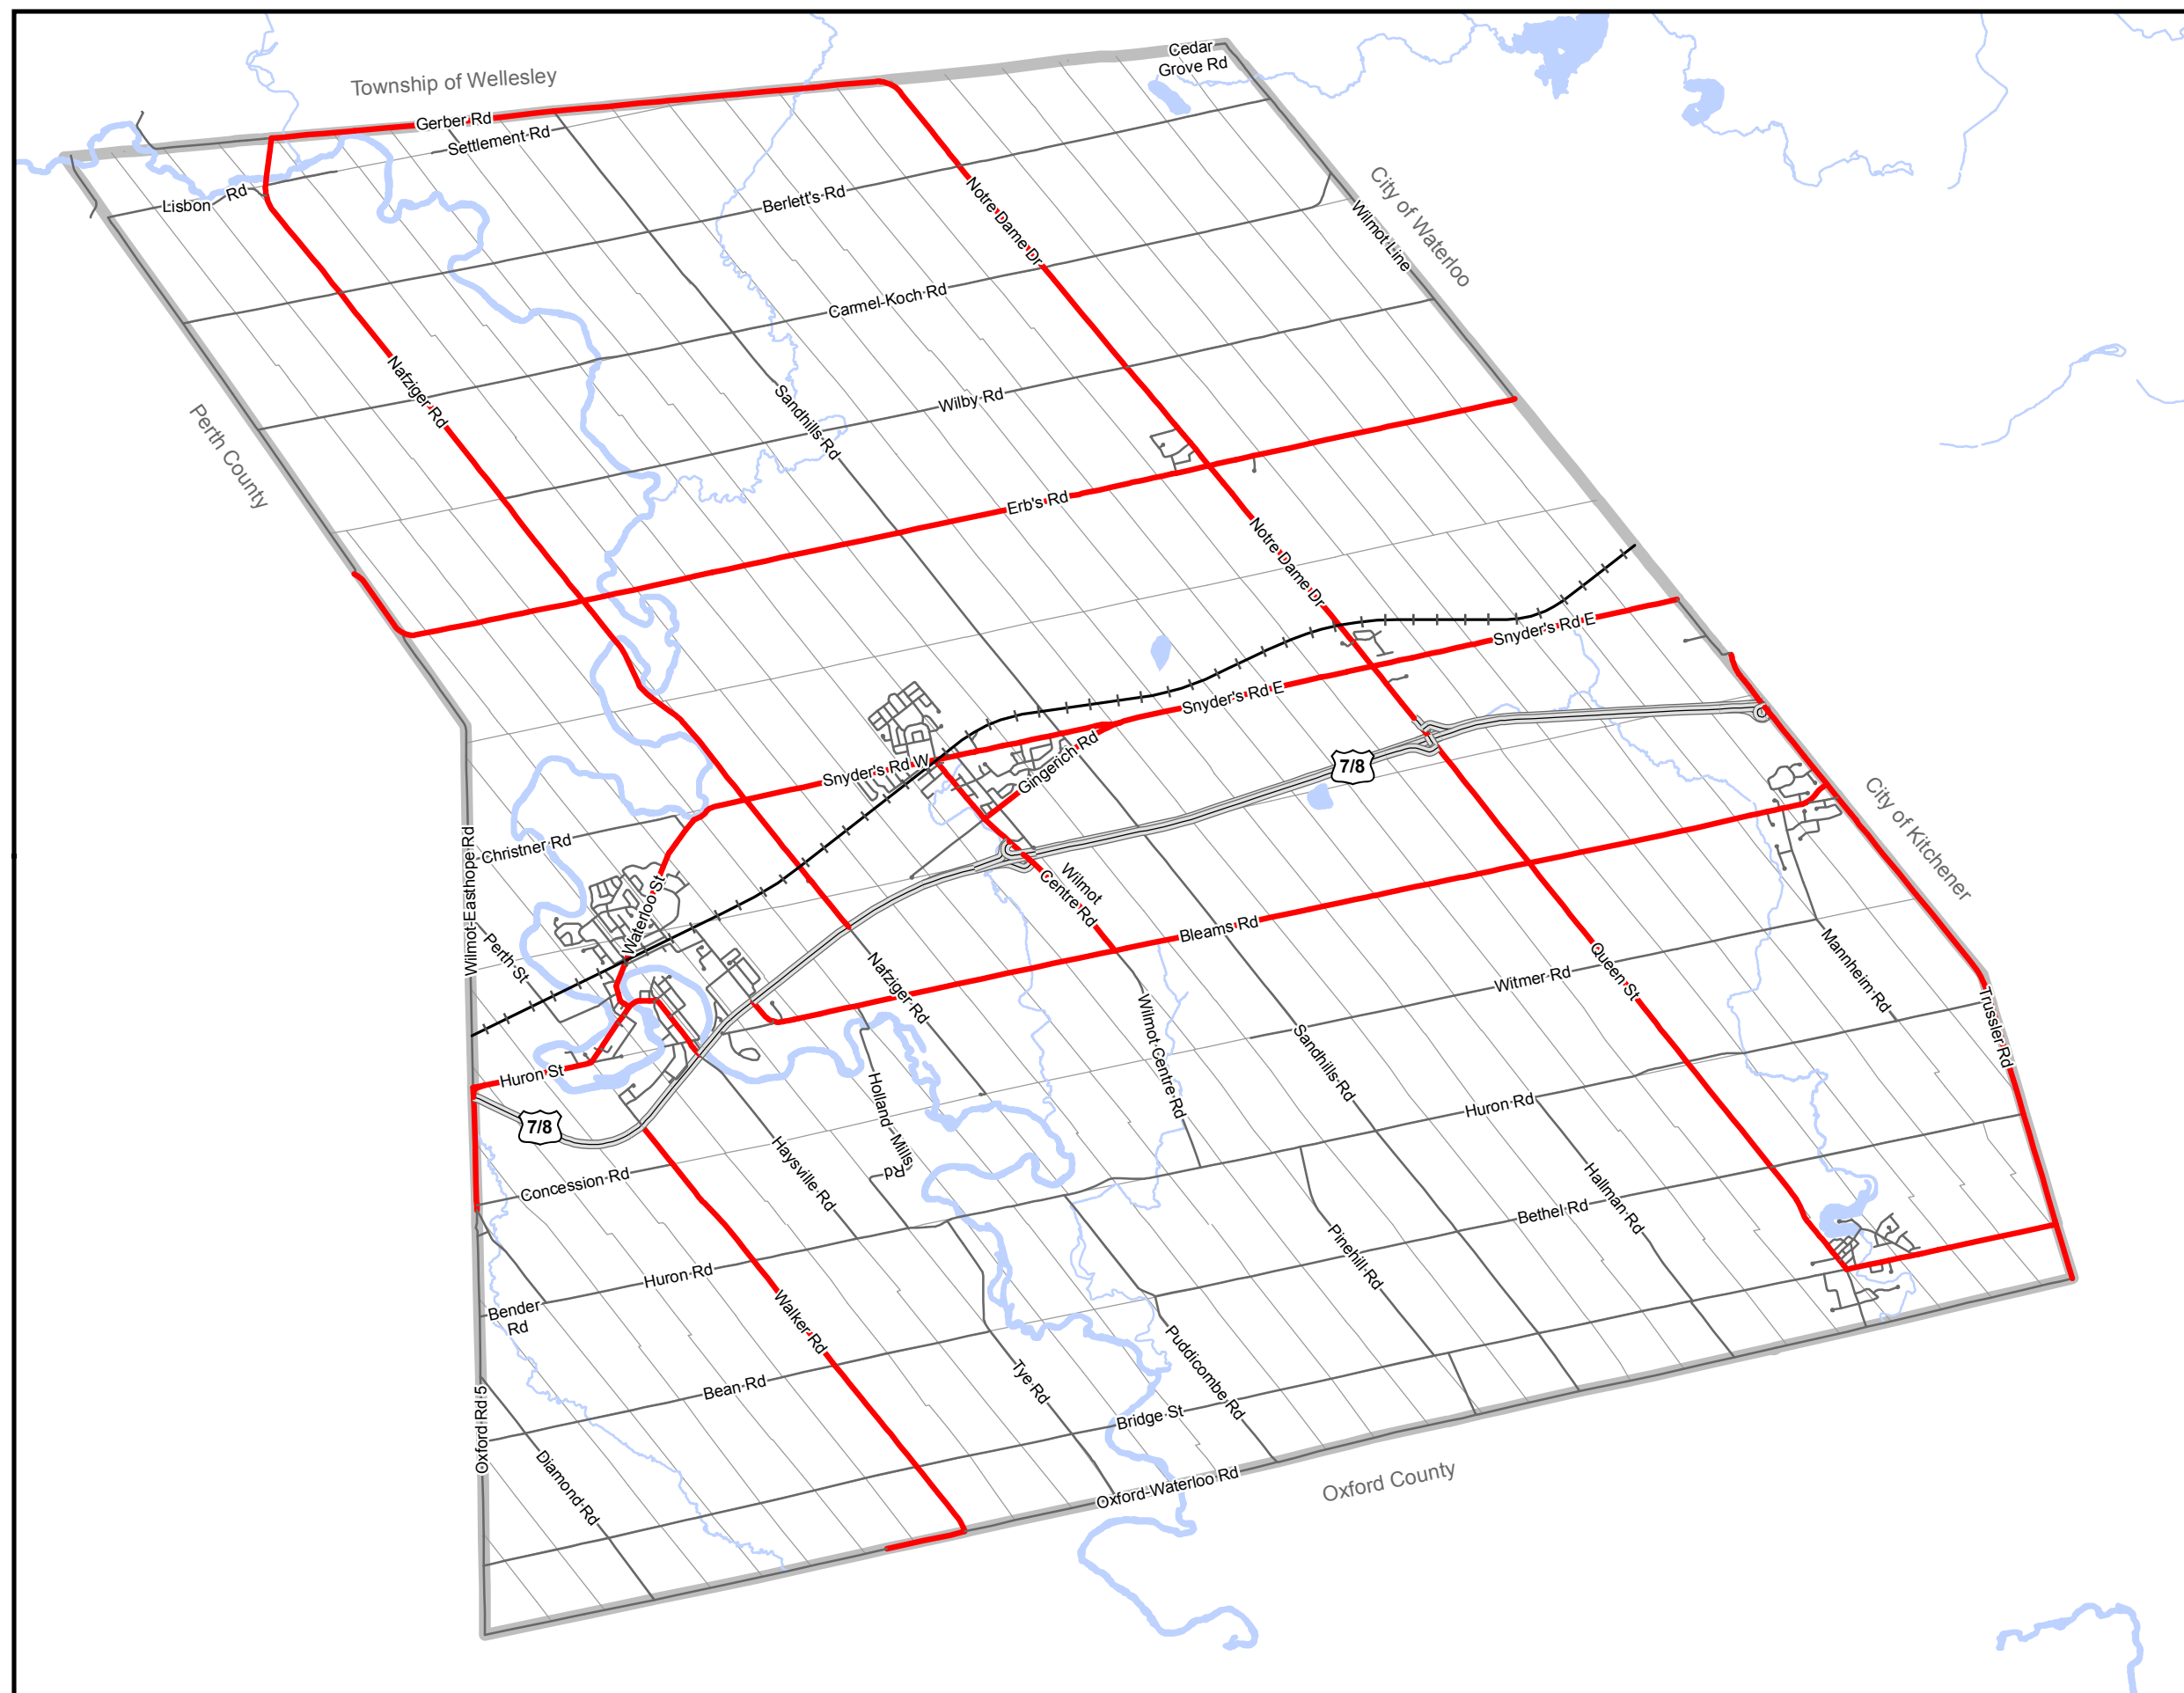 Cedar
Grove Rd
Township of Wellesley
Gerber Rd
Settlement Rd
Lisbon Rd
Berlett's Rd
Notre Dame Dr
City of Waterloo
Wilmot Line
Carmel-Koch Rd
Nafziger Rd
Sandhills Rd
Wilby Rd
Perth County
Erb's Rd
Notre Dame Dr
Snyder's Rd E
Snyder's Rd E
Gingerich Rd
Snyder's Rd W
7/8
City of Kitchener
Christner Rd
Wilmot-Easthope Rd
Waterloo St
Wilmot
Centre Rd
Bleams Rd
Perth St
Nafziger Rd
Queen St
Mannheim Rd
Witmer Rd
Trussler Rd
Wilmot Centre Rd
Sandhills Rd
Huron St
7/8
Holland Mills
Rd
Huron Rd
Haysville Rd
Concession Rd
Hallman Rd
Bethel Rd
Pinehill Rd
Huron Rd
Bender
Rd
Walker Rd
Puddicombe Rd
Tye Rd
Bean Rd
Bridge St
Oxford Rd 5
Diamond Rd
Oxford-Waterloo Rd
Oxford County